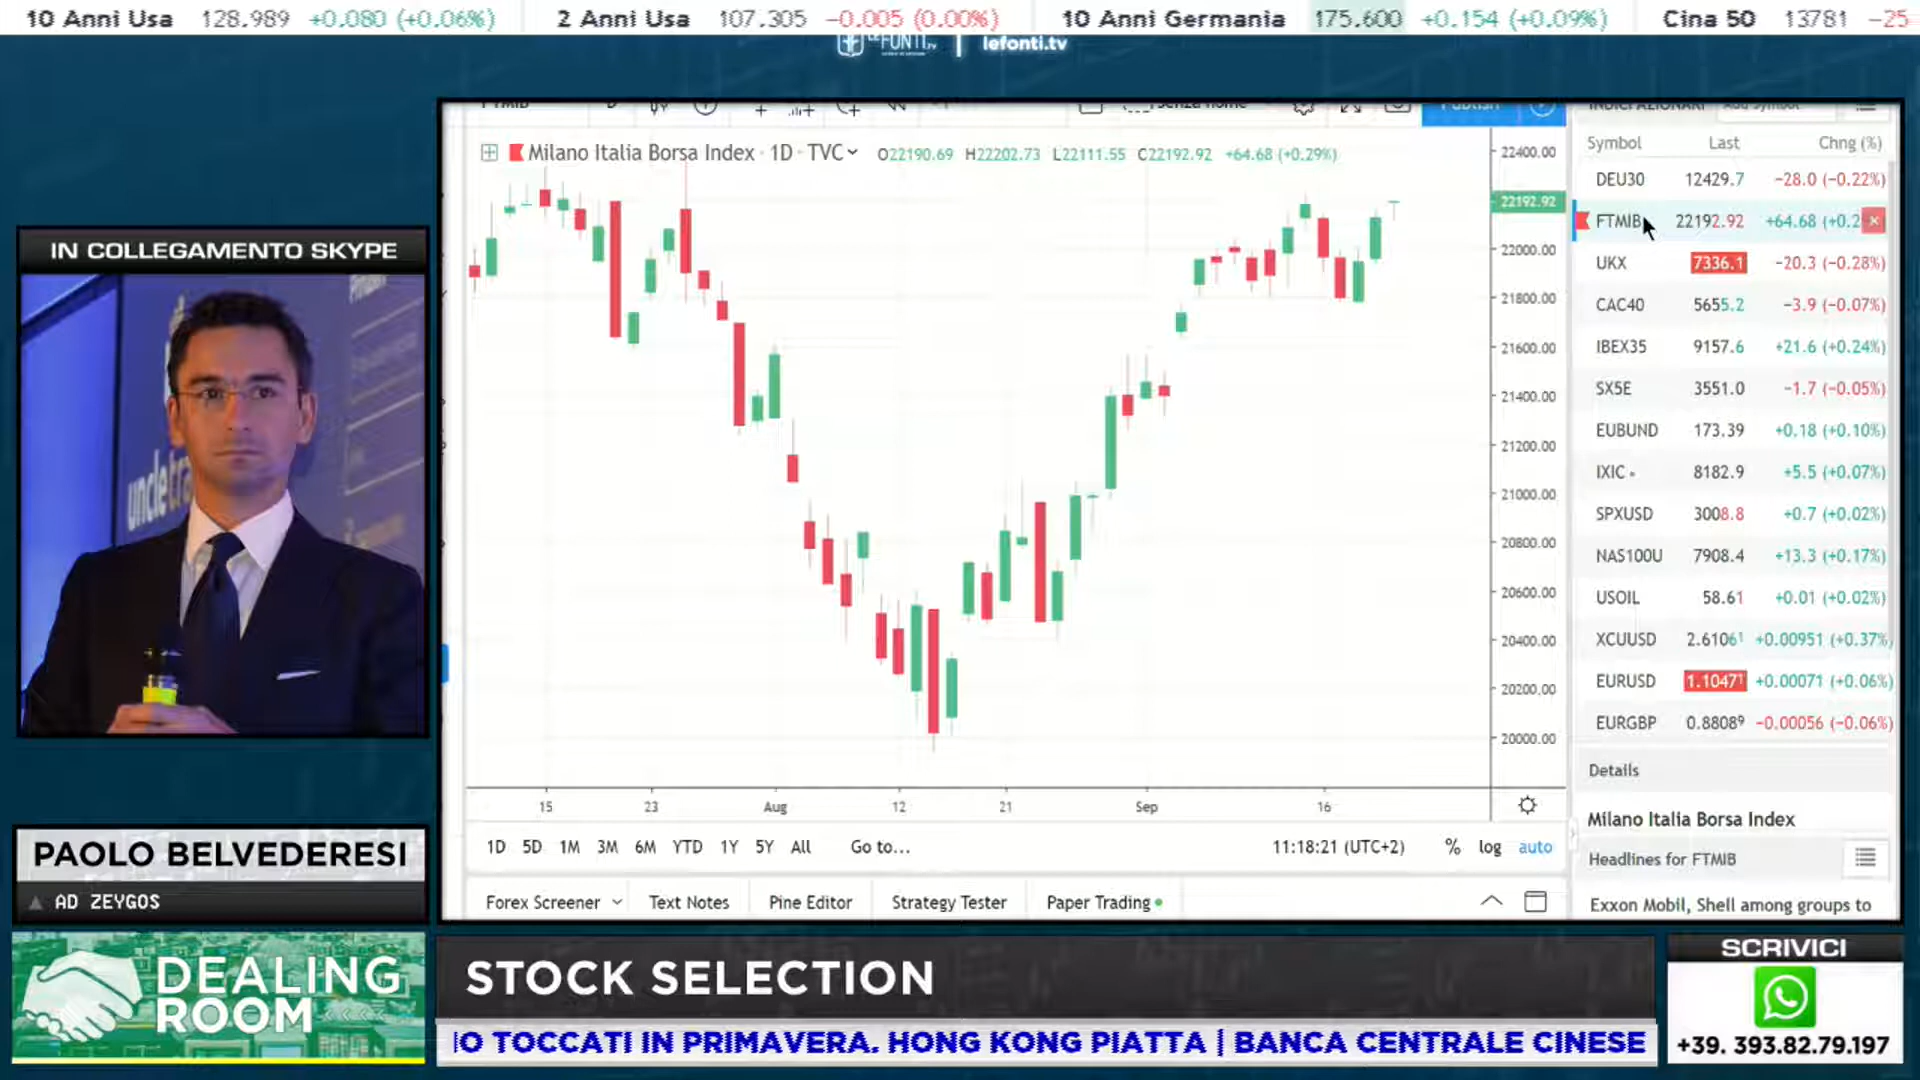 10 Anni Usa 128.989 +0.080 (+0.06%) 2 Anni Usa 107.305 −0.005 (0.00%) 10 Anni Germania 175.600 +0.154 (+0.09%) Cina 50 13781 −25
LEFONTI.TV | lefonti.tv
IN COLLEGAMENTO SKYPE
PAOLO BELVEDERESI
AD ZEYGOS
DEALING
ROOM
FTMIB
Milano Italia Borsa Index · 1D · TVC O22190.69 H22202.73 L22111.55 C22192.92 +64.68 (+0.29%)
22400.00
22192.92
22000.00
21800.00
21600.00
21400.00
21200.00
21000.00
20800.00
20600.00
20400.00
20200.00
20000.00
15 23 Aug 12 21 Sep 16
1D 5D 1M 3M 6M YTD 1Y 5Y All Go to... 11:18:21 (UTC+2) % log auto
Forex Screener Text Notes Pine Editor Strategy Tester Paper Trading
INDICI AZIONARI Add Symbol
Symbol Last Chng (%)
DEU30 12429.7 −28.0 (−0.22%)
FTMIB 22192.92 +64.68 (+0.2
UKX 7336.1 −20.3 (−0.28%)
CAC40 5655.2 −3.9 (−0.07%)
IBEX35 9157.6 +21.6 (+0.24%)
SX5E 3551.0 −1.7 (−0.05%)
EUBUND 173.39 +0.18 (+0.10%)
IXIC 8182.9 +5.5 (+0.07%)
SPXUSD 3008.8 +0.7 (+0.02%)
NAS100U 7908.4 +13.3 (+0.17%)
USOIL 58.61 +0.01 (+0.02%)
XCUUSD 2.61061 +0.00951 (+0.37%)
EURUSD 1.10471 +0.00071 (+0.06%)
EURGBP 0.88089 −0.00056 (−0.06%)
Details
Milano Italia Borsa Index
Headlines for FTMIB
Exxon Mobil, Shell among groups to
STOCK SELECTION
IO TOCCATI IN PRIMAVERA. HONG KONG PIATTA | BANCA CENTRALE CINESE
SCRIVICI
+39. 393.82.79.197